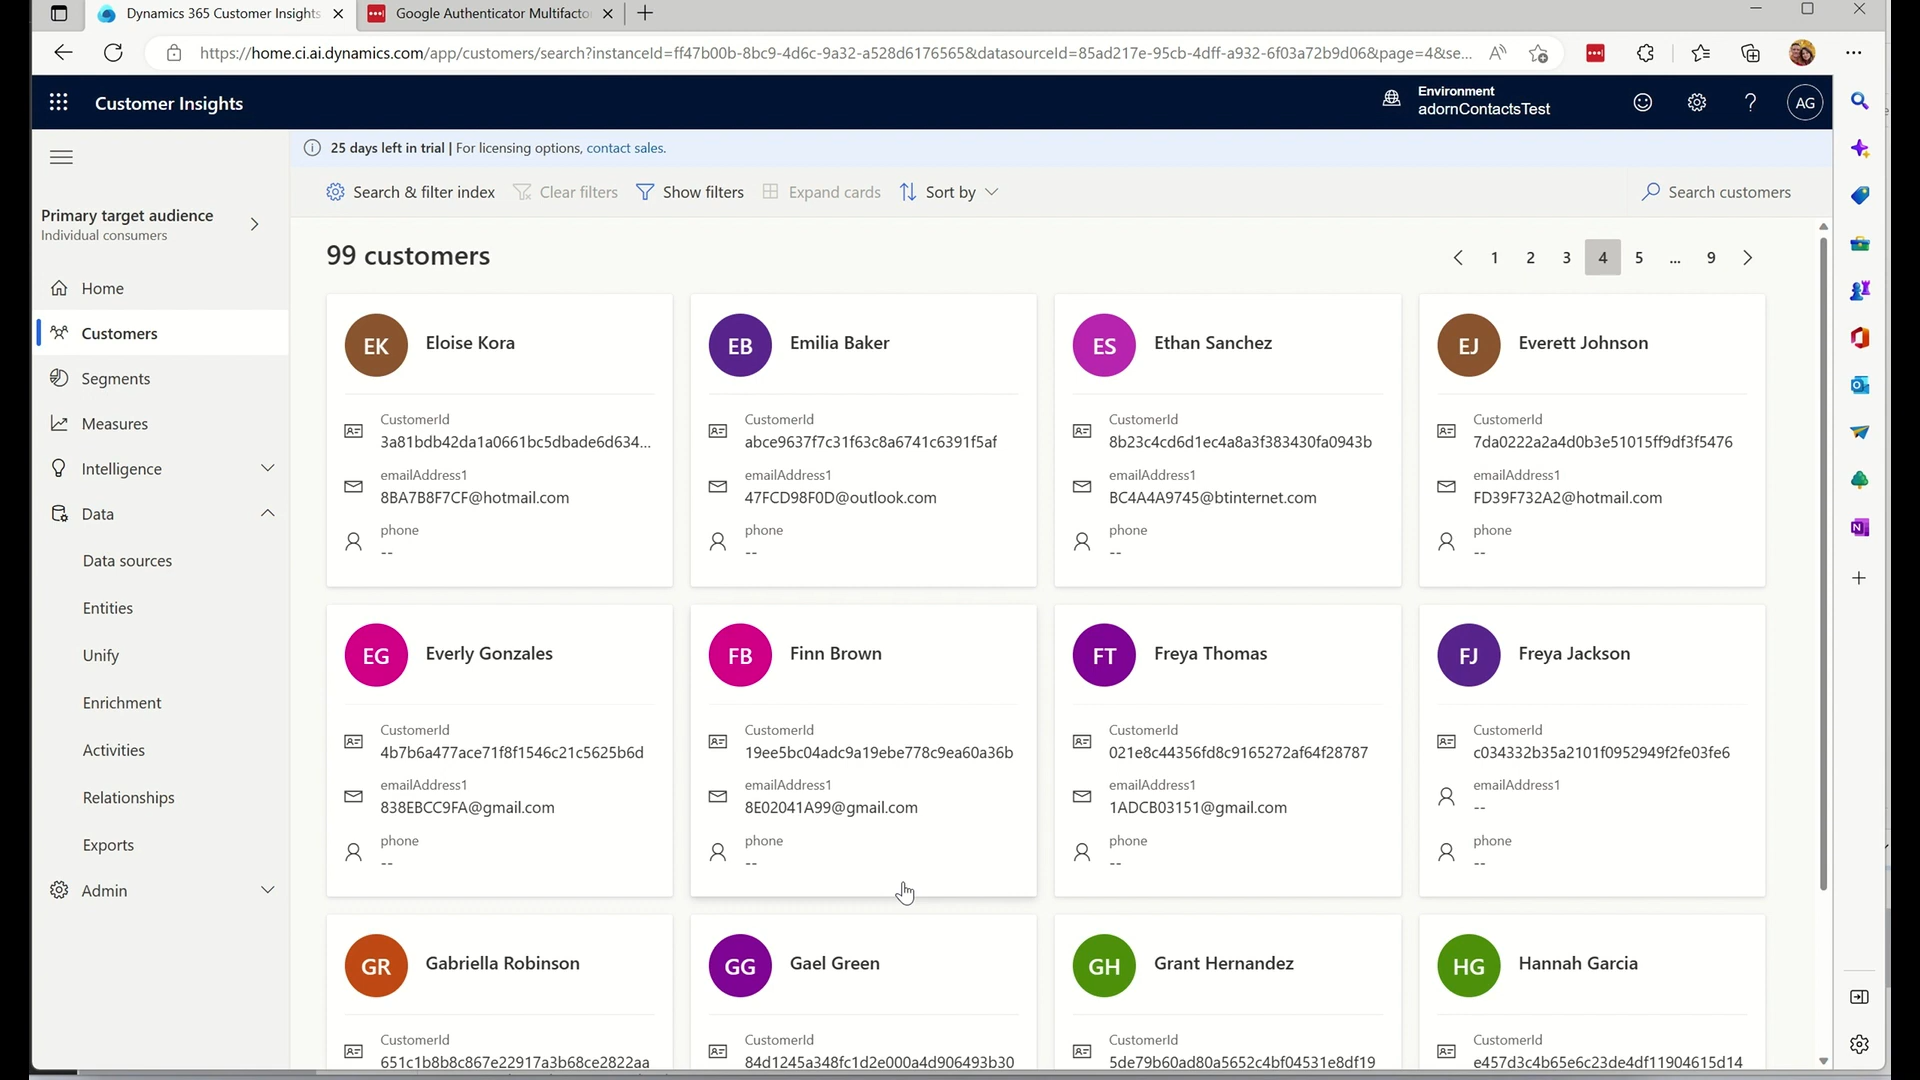 Dynamics 365 Customer Insights
Google Authenticator Multifacto
https://home.ci.ai.dynamics.com/app/customers/search?instanceId=ff47b00b-8bc9-4d6c-9a32-a528d6176565&datasourceId=85ad217e-95cb-4dff-a932-6f03a72b9d06&page=4&se...
Customer Insights
Environment
adornContactsTest
AG
25 days left in trial | For licensing options, contact sales.
Search & filter index
Clear filters
Show filters
Expand cards
Sort by
Search customers
Primary target audience
Individual consumers
Home
Customers
Segments
Measures
Intelligence
Data
Data sources
Entities
Unify
Enrichment
Activities
Relationships
Exports
Admin
99 customers
1 2 3 4 5 ... 9
EK Eloise Kora
CustomerId
3a81bdb42da1a0661bc5dbade6d634...
emailAddress1
8BA7B8F7CF@hotmail.com
phone
--
EB Emilia Baker
CustomerId
abce9637f7c31f63c8a6741c6391f5af
emailAddress1
47FCD98F0D@outlook.com
phone
--
ES Ethan Sanchez
CustomerId
8b23c4cd6d1ec4a8a3f383430fa0943b
emailAddress1
BC4A4A9745@btinternet.com
phone
--
EJ Everett Johnson
CustomerId
7da0222a2a4d0b3e51015ff9df3f5476
emailAddress1
FD39F732A2@hotmail.com
phone
--
EG Everly Gonzales
CustomerId
4b7b6a477ace71f8f1546c21c5625b6d
emailAddress1
838EBCC9FA@gmail.com
phone
--
FB Finn Brown
CustomerId
19ee5bc04adc9a19ebe778c9ea60a36b
emailAddress1
8E02041A99@gmail.com
phone
--
FT Freya Thomas
CustomerId
021e8c44356fd8c9165272af64f28787
emailAddress1
1ADCB03151@gmail.com
phone
--
FJ Freya Jackson
CustomerId
c034332b35a2101f0952949f2fe03fe6
emailAddress1
--
phone
--
GR Gabriella Robinson
CustomerId
651c1b8b8c867e22917a3b68ce2822aa
GG Gael Green
CustomerId
84d1245a348fc1d2e000a4d906493b30
GH Grant Hernandez
CustomerId
5de79b60ad80a5652c4bf04531e8df19
HG Hannah Garcia
CustomerId
e457d3c4b65e6c23de4df11904615d14